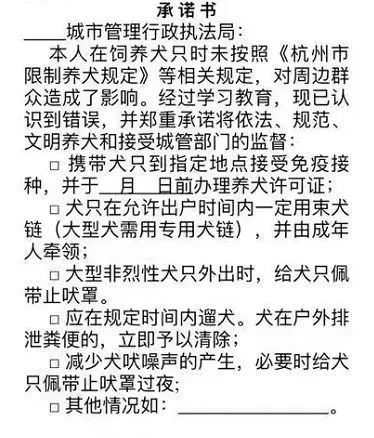 承诺书
____城市管理行政执法局：
本人在饲养犬只时未按照《杭州市
限制养犬规定》等相关规定，对周边群
众造成了影响。经过学习教育，现已认
识到错误，并郑重承诺将依法、规范、
文明养犬和接受城管部门的监督：
□ 携带犬只到指定地点接受免疫接
种，并于__月__日前办理养犬许可证；
□ 犬只在允许出户时间内一定用束犬
链（大型犬需用专用犬链），并由成年
人牵领；
□ 大型非烈性犬只外出时，给犬只佩
带止吠罩。
□ 应在规定时间内遛犬。犬在户外排
泄粪便的，立即予以清除；
□ 减少犬吠噪声的产生，必要时给犬
只佩带止吠罩过夜；
□ 其他情况如：______________。